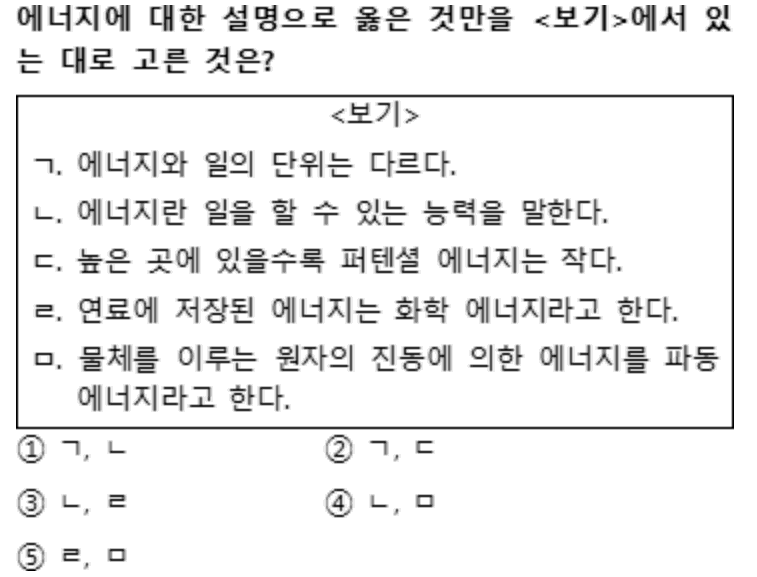 에너지에 대한 설명으로 옳은 것만을 <보기>에서 있
는 대로 고른 것은?
<보기>
ㄱ. 에너지와 일의 단위는 다르다.
ㄴ. 에너지란 일을 할 수 있는 능력을 말한다.
ㄷ. 높은 곳에 있을수록 퍼텐셜 에너지는 작다.
ㄹ. 연료에 저장된 에너지는 화학 에너지라고 한다.
ㅁ. 물체를 이루는 원자의 진동에 의한 에너지를 파동
에너지라고 한다.
① ㄱ, ㄴ ② ㄱ, ㄷ
③ ㄴ, ㄹ ④ ㄴ, ㅁ
⑤ ㄹ, ㅁ